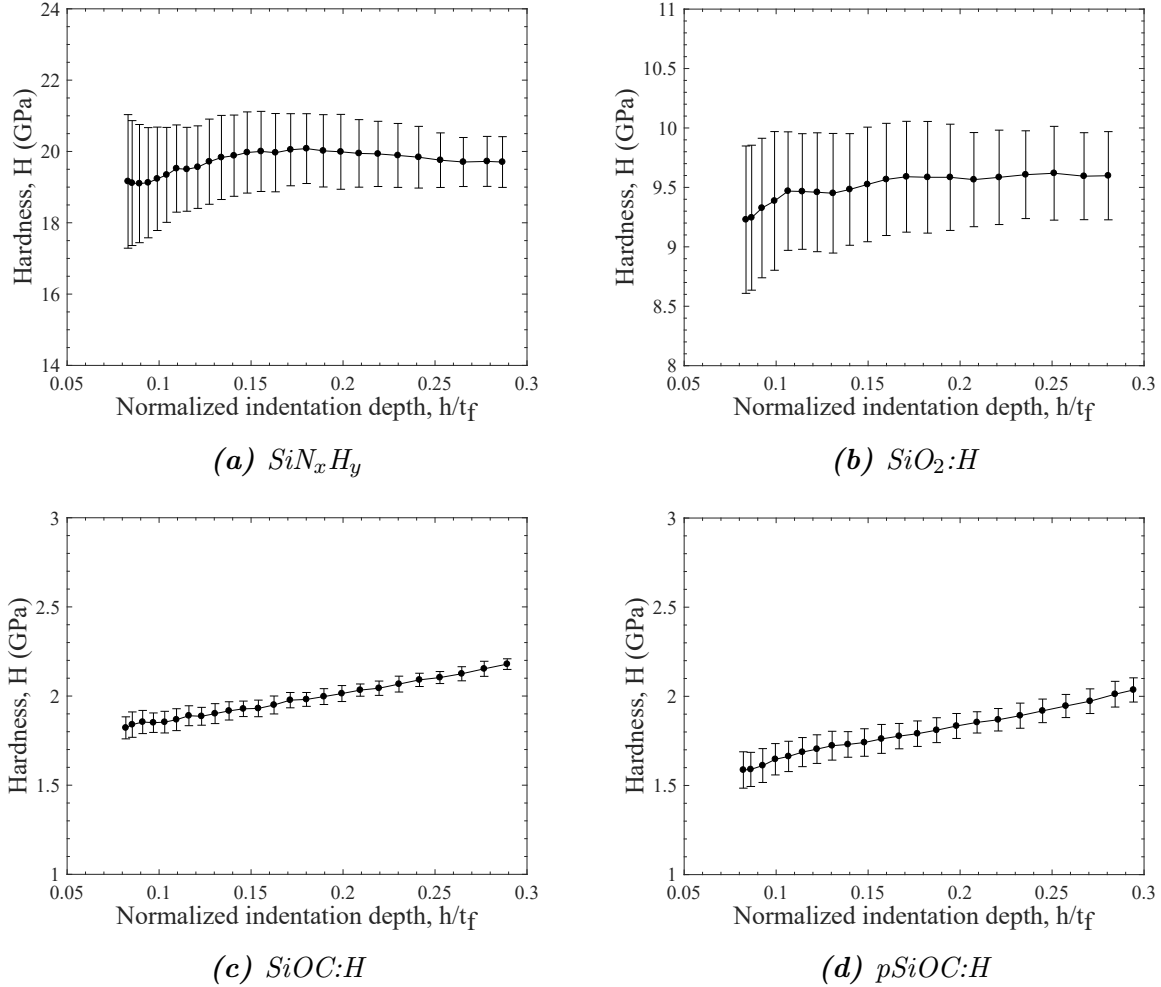 24
22
20
18
16
14
0.05 0.1 0.15 0.2 0.25 0.3
Hardness, H (GPa)
Normalized indentation depth, h/tf
(a) SiNxHy
11
10.5
10
9.5
9
8.5
8
0.05 0.1 0.15 0.2 0.25 0.3
Hardness, H (GPa)
Normalized indentation depth, h/tf
(b) SiO2:H
3
2.5
2
1.5
1
0.05 0.1 0.15 0.2 0.25 0.3
Hardness, H (GPa)
Normalized indentation depth, h/tf
(c) SiOC:H
3
2.5
2
1.5
1
0.05 0.1 0.15 0.2 0.25 0.3
Hardness, H (GPa)
Normalized indentation depth, h/tf
(d) pSiOC:H